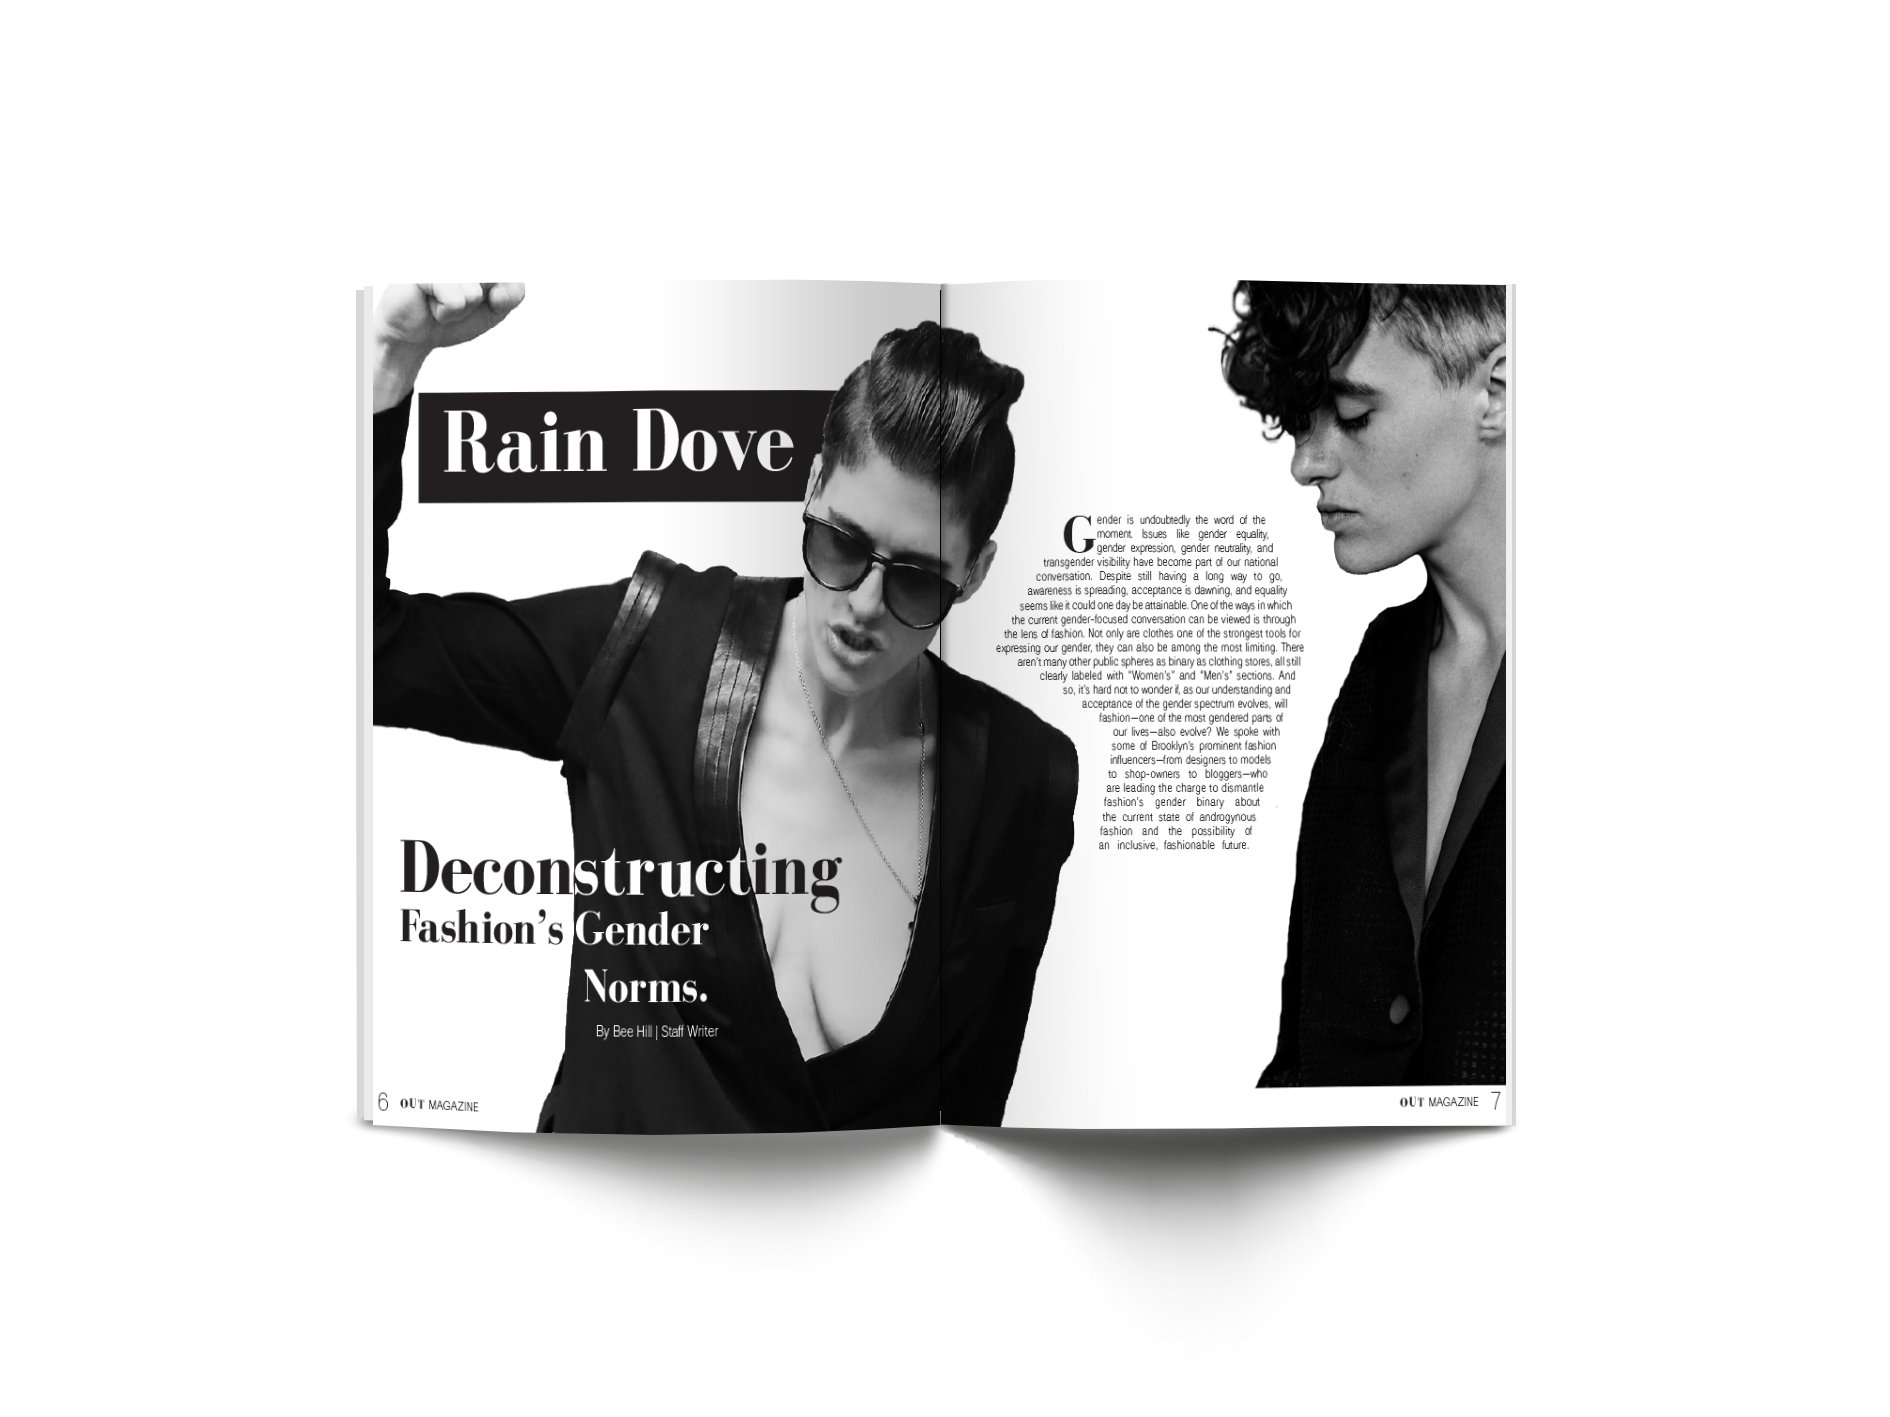 Rain Dove
Deconstructing
Fashion's Gender
Norms.
By Bee Hill | Staff Writer
6 OUT MAGAZINE
Gender is undoubtedly the word of the
moment. Issues like gender equality,
gender expression, gender neutrality, and
transgender visibility have become part of our national
conversation. Despite still having a long way to go,
awareness is spreading, acceptance is dawning, and equality
seems like it could one day be attainable. One of the ways in which
the current gender-focused conversation can be viewed is through
the lens of fashion. Not only are clothes one of the strongest tools for
expressing our gender, they can also be among the most limiting. There
aren't many other public spheres as binary as clothing stores, all still
clearly labeled with "Women's" and "Men's" sections. And
so, it's hard not to wonder if, as our understanding and
acceptance of the gender spectrum evolves, will
fashion—one of the most gendered parts of
our lives—also evolve? We spoke with
some of Brooklyn's prominent fashion
influencers—from designers to models
to shop-owners to bloggers—who
are leading the charge to dismantle
fashion's gender binary about
the current state of androgynous
fashion and the possibility of
an inclusive, fashionable future.
OUT MAGAZINE 7